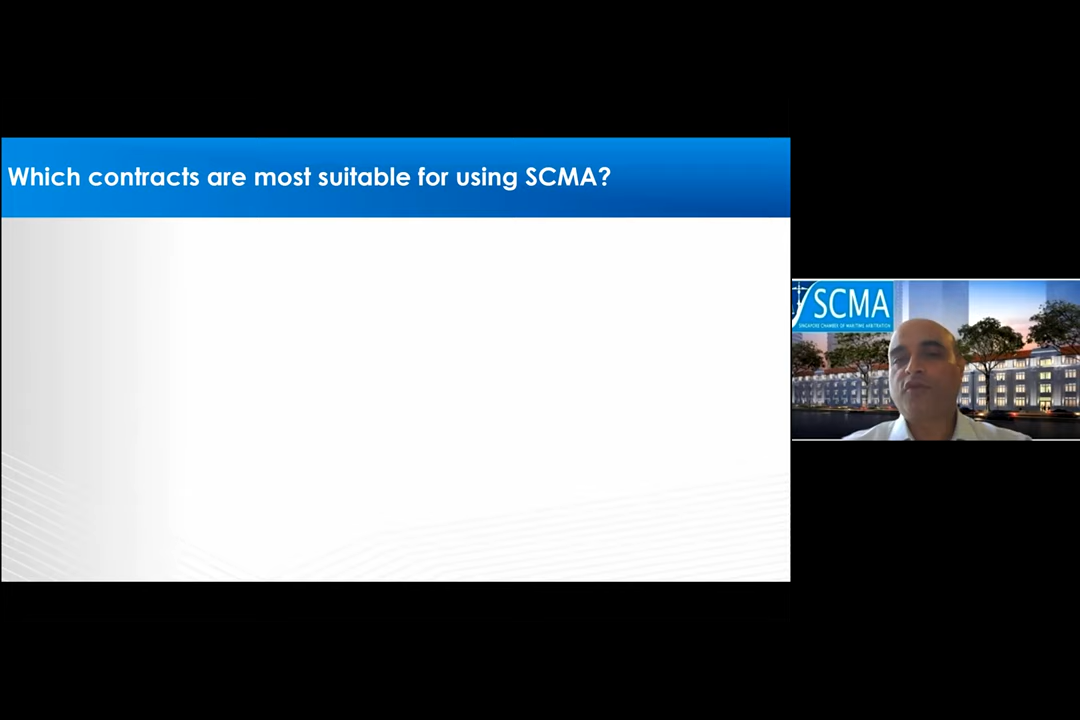 Which contracts are most suitable for using SCMA?
SCMA
SINGAPORE CHAMBER OF MARITIME ARBITRATION